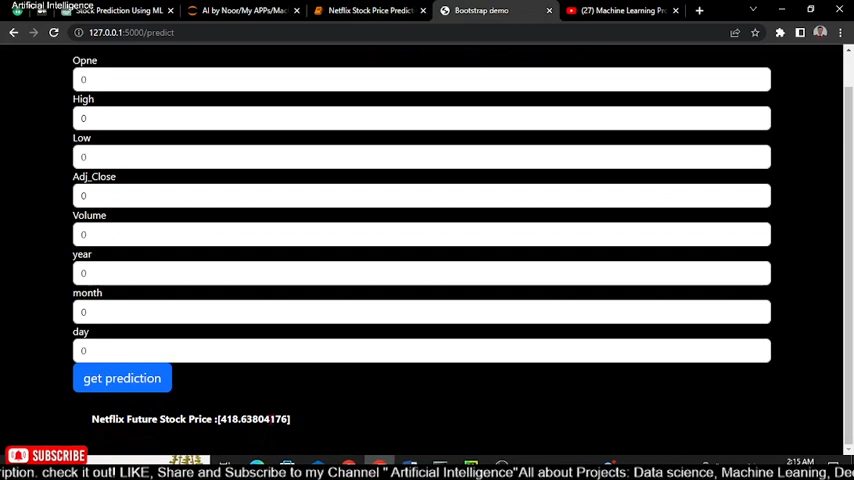 Artificial Intelligence
Stock Prediction Using ML
AI by Noor/My APPs/Mac
Netflix Stock Price Predict
Bootstrap demo
(27) Machine Learning Pro
127.0.0.1:5000/predict
Opne
0
High
0
Low
0
Adj_Close
0
Volume
0
year
0
month
0
day
0
get prediction
Netflix Future Stock Price :[418.63804176]
SUBSCRIBE
2:15 AM
ription. check it out! LIKE, Share and Subscribe to my Channel " Artificial Intelligence"All about Projects: Data science, Machine Leaning, Dee